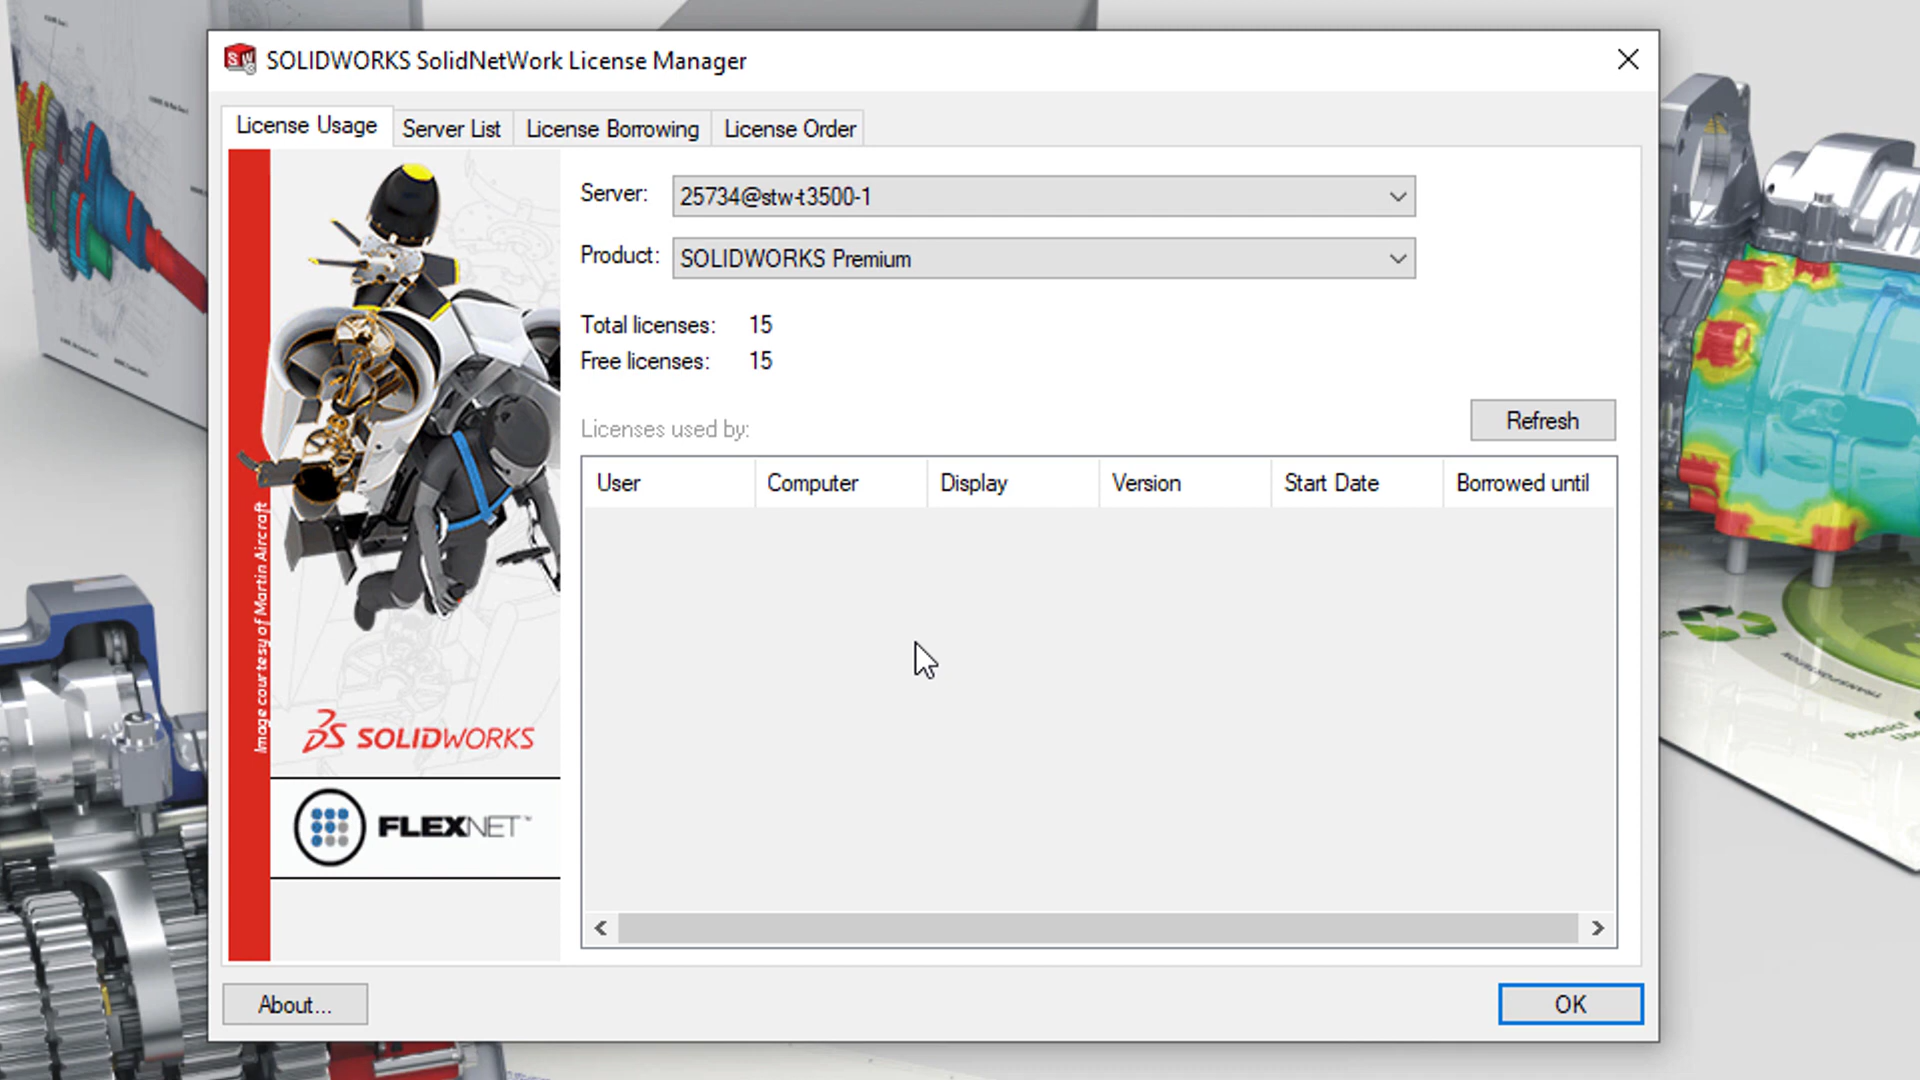 SOLIDWORKS SolidNetWork License Manager
License Usage
Server List
License Borrowing
License Order
Server:
25734@stw-t3500-1
Product:
SOLIDWORKS Premium
Total licenses: 15
Free licenses: 15
Licenses used by:
Refresh
User Computer Display Version Start Date Borrowed until
Image courtesy of Martin Aircraft
SOLIDWORKS
FLEXNET
About...
OK
Product